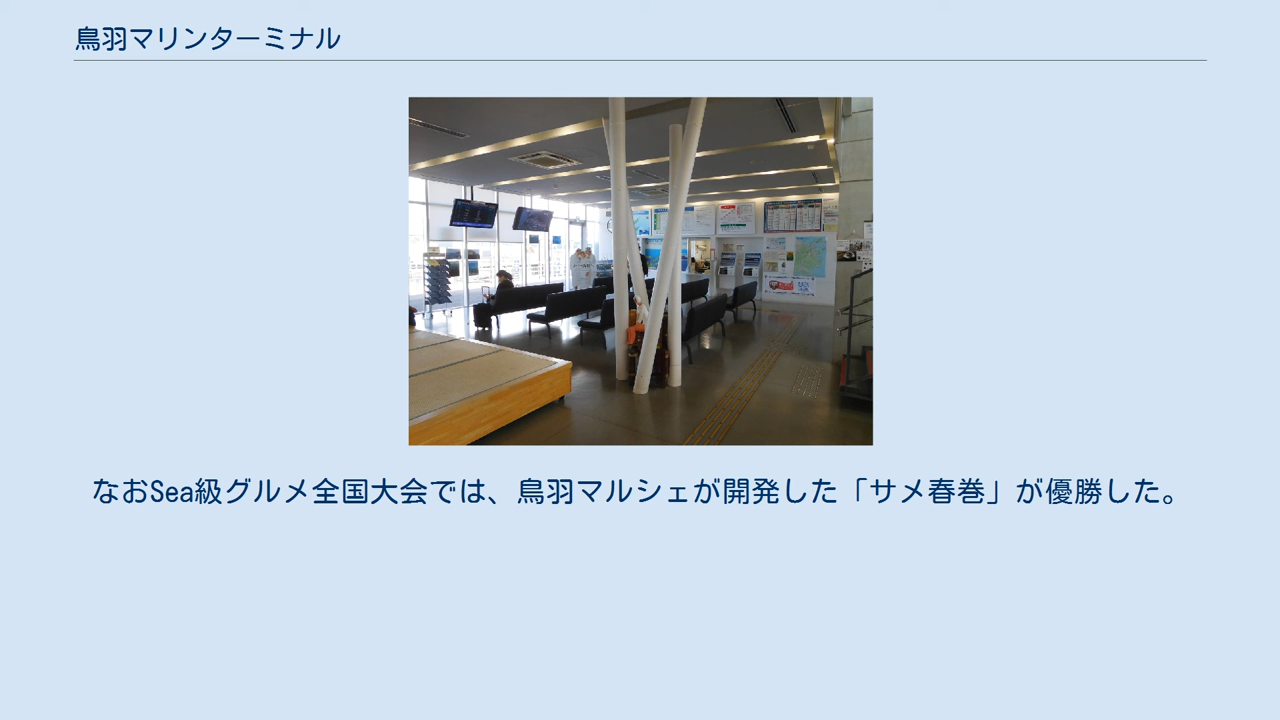 鳥羽マリンターミナル
なおSea級グルメ全国大会では、鳥羽マルシェが開発した「サメ春巻」が優勝した。